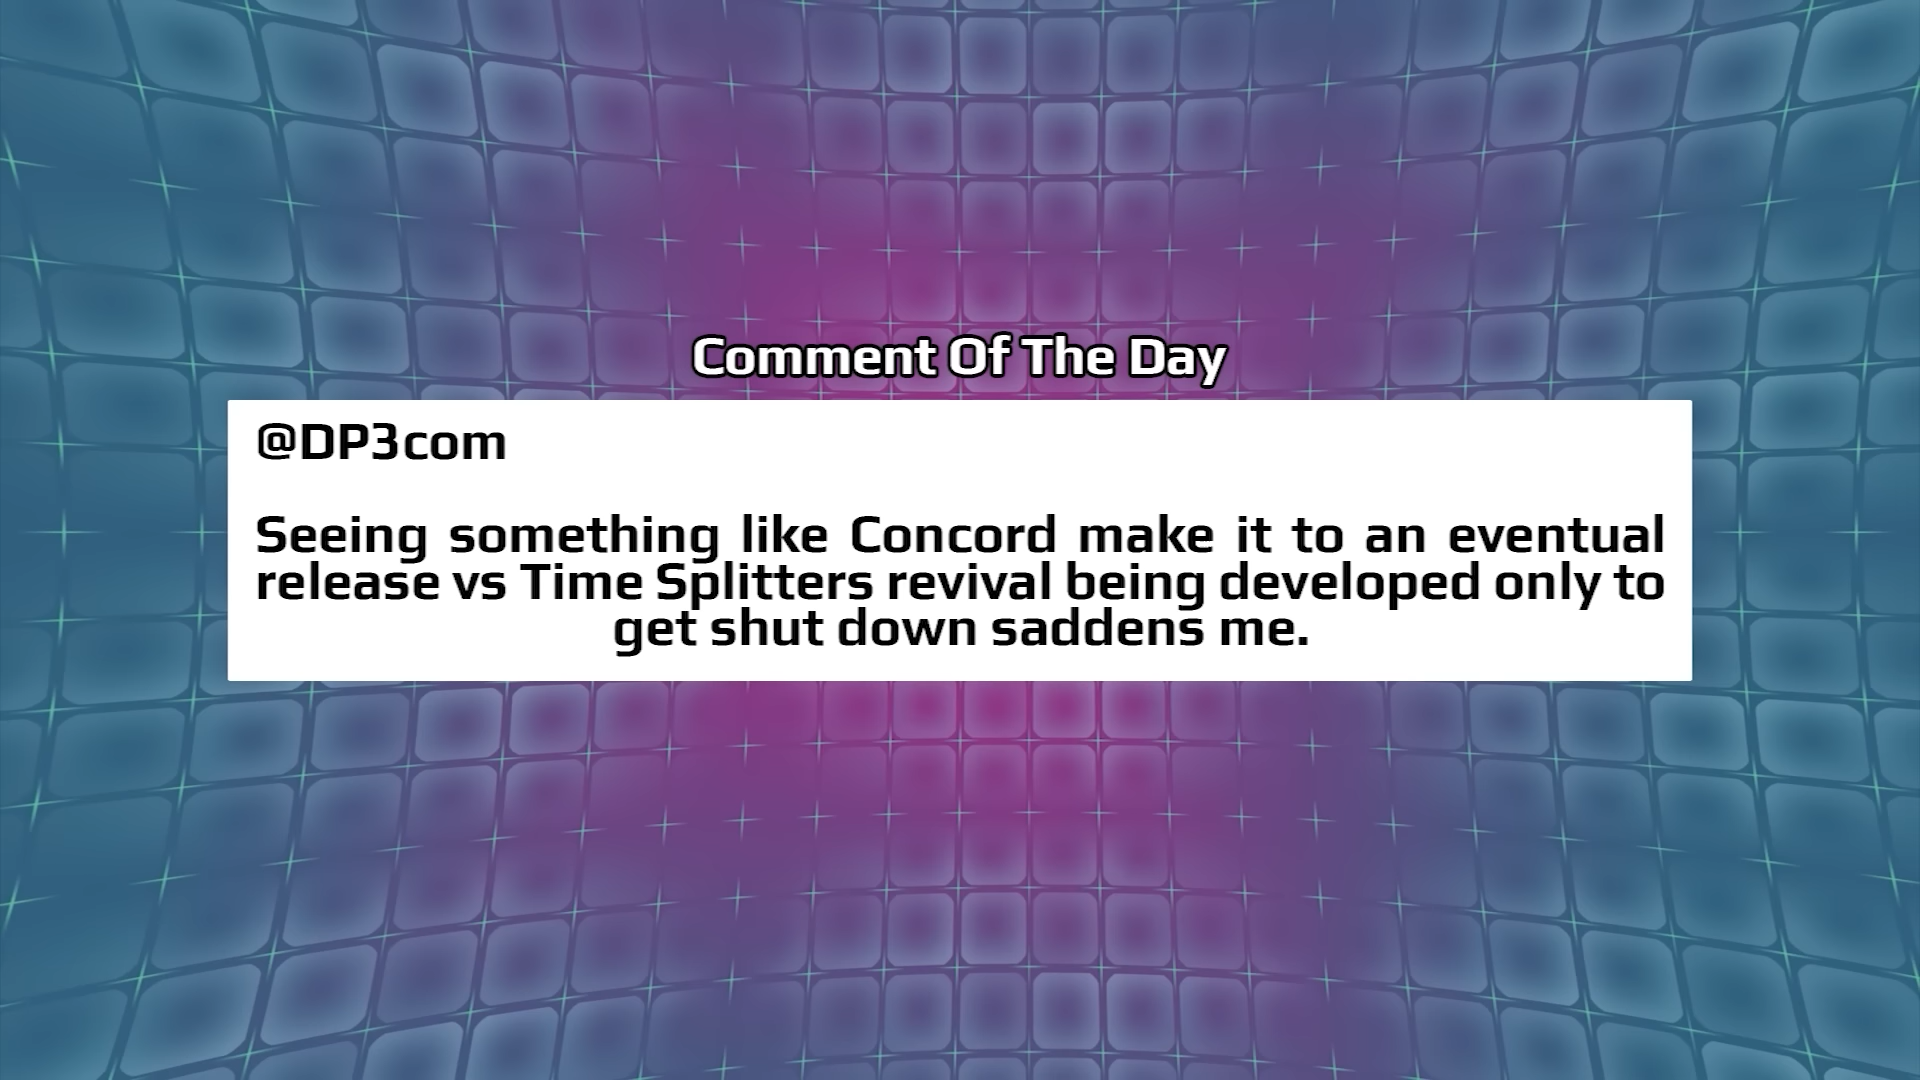 Comment Of The Day
@DP3com
Seeing something like Concord make it to an eventual
release vs Time Splitters revival being developed only to
get shut down saddens me.